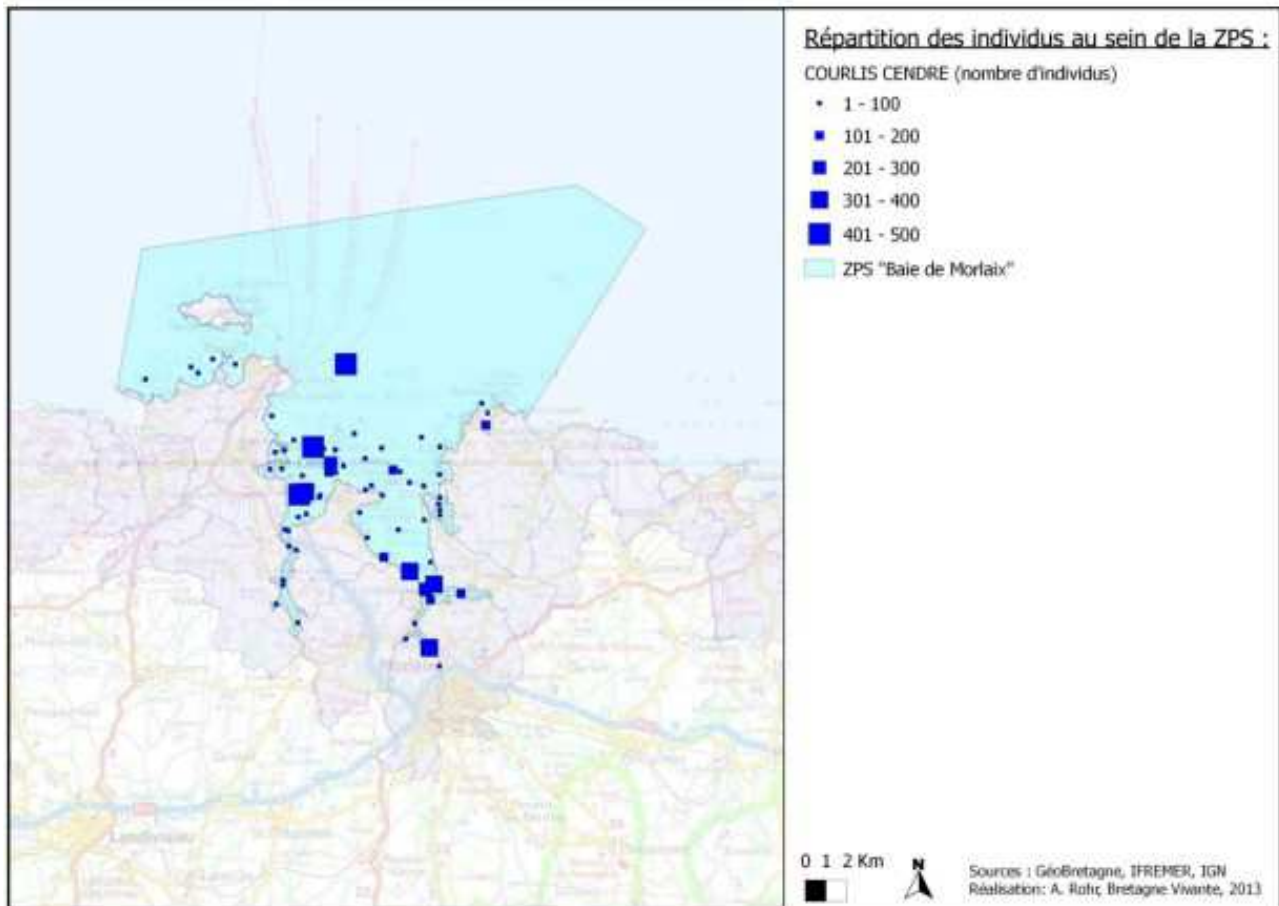 Répartition des individus au sein de la ZPS :
COURLIS CENDRE (nombre d'individus)
1 - 100
101 - 200
201 - 300
301 - 400
401 - 500
ZPS "Baie de Morlaix"
0 1 2 Km
N
Sources : GéoBretagne, IFREMER, IGN
Réalisation: A. Rohr, Bretagne Vivante, 2013